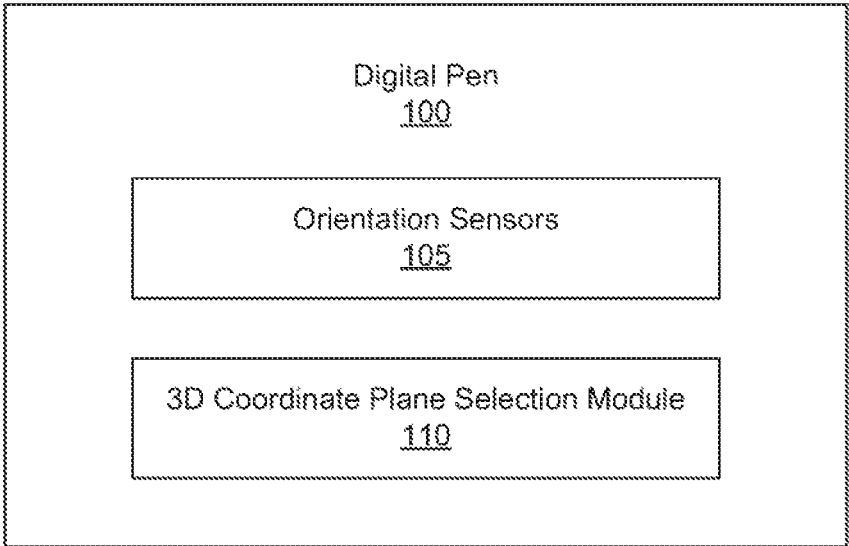 Digital Pen
100
Orientation Sensors
105
3D Coordinate Plane Selection Module
110